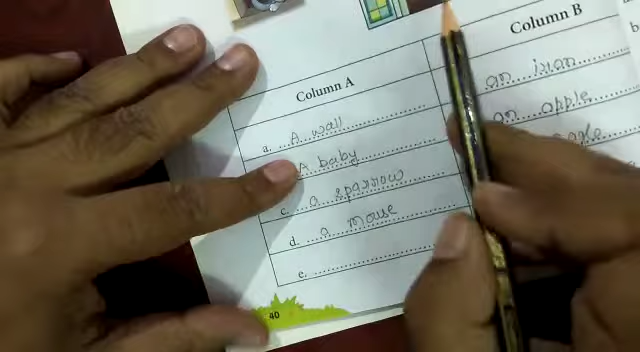 Column A
Column B
a. A wall
an iron
A baby
an apple
c. a sparrow
d. a mouse
e.
40